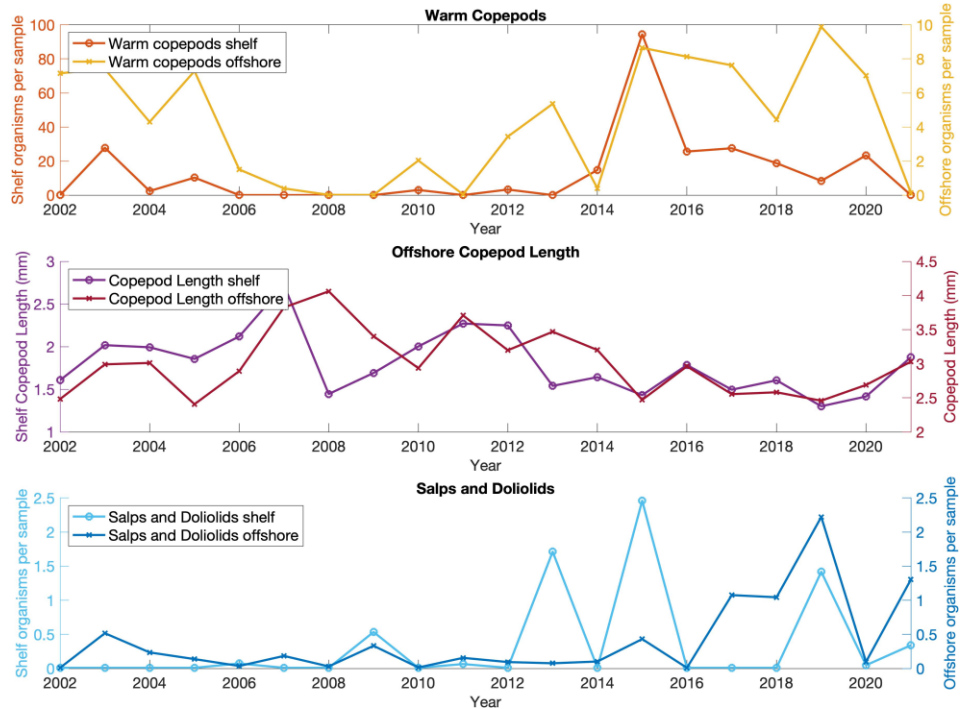 Warm Copepods
Shelf organisms per sample
100
80
60
40
20
0
Warm copepods shelf
Warm copepods offshore
10
8
6
4
2
0
Offshore organisms per sample
2002 2004 2006 2008 2010 2012 2014 2016 2018 2020
Year
Offshore Copepod Length
Shelf Copepod Length (mm)
3
2.5
2
1.5
1
Copepod Length shelf
Copepod Length offshore
4.5
4
3.5
3
2.5
2
Copepod Length (mm)
2002 2004 2006 2008 2010 2012 2014 2016 2018 2020
Year
Salps and Doliolids
Shelf organisms per sample
2.5
2
1.5
1
0.5
0
Salps and Doliolids shelf
Salps and Doliolids offshore
2.5
2
1.5
1
0.5
0
Offshore organisms per sample
2002 2004 2006 2008 2010 2012 2014 2016 2018 2020
Year